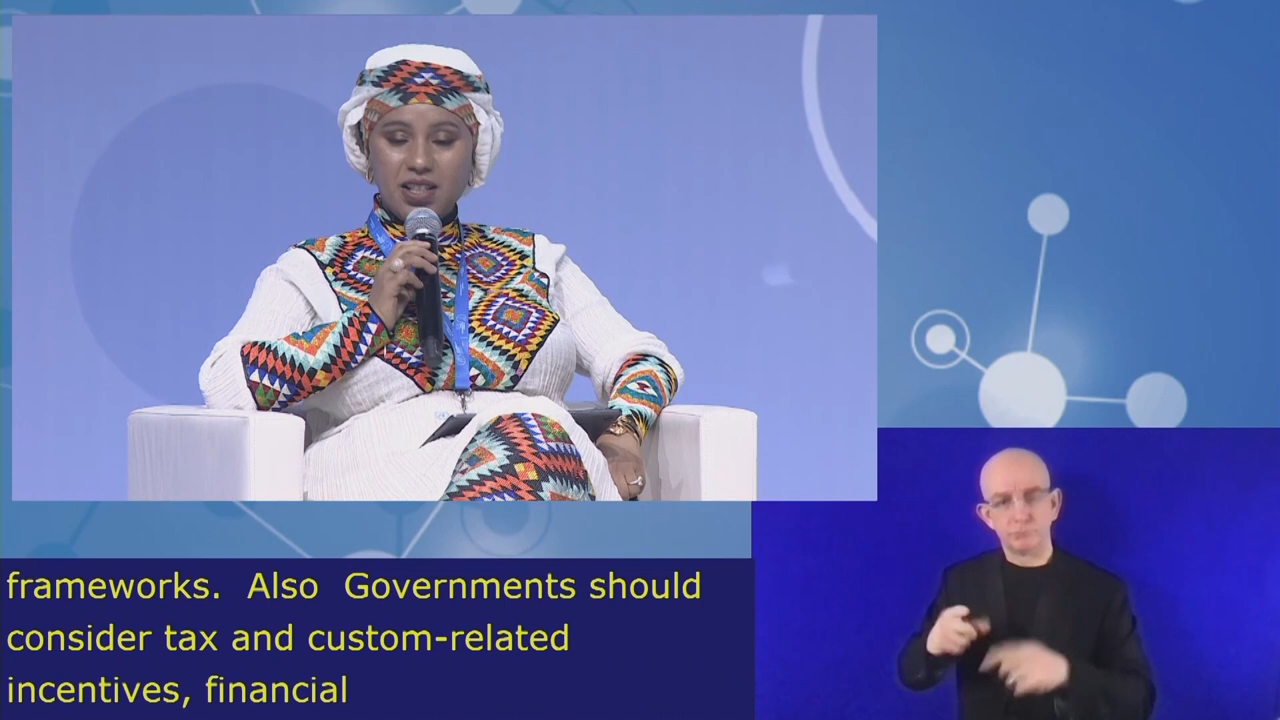 frameworks.  Also  Governments should
consider tax and custom-related
incentives, financial